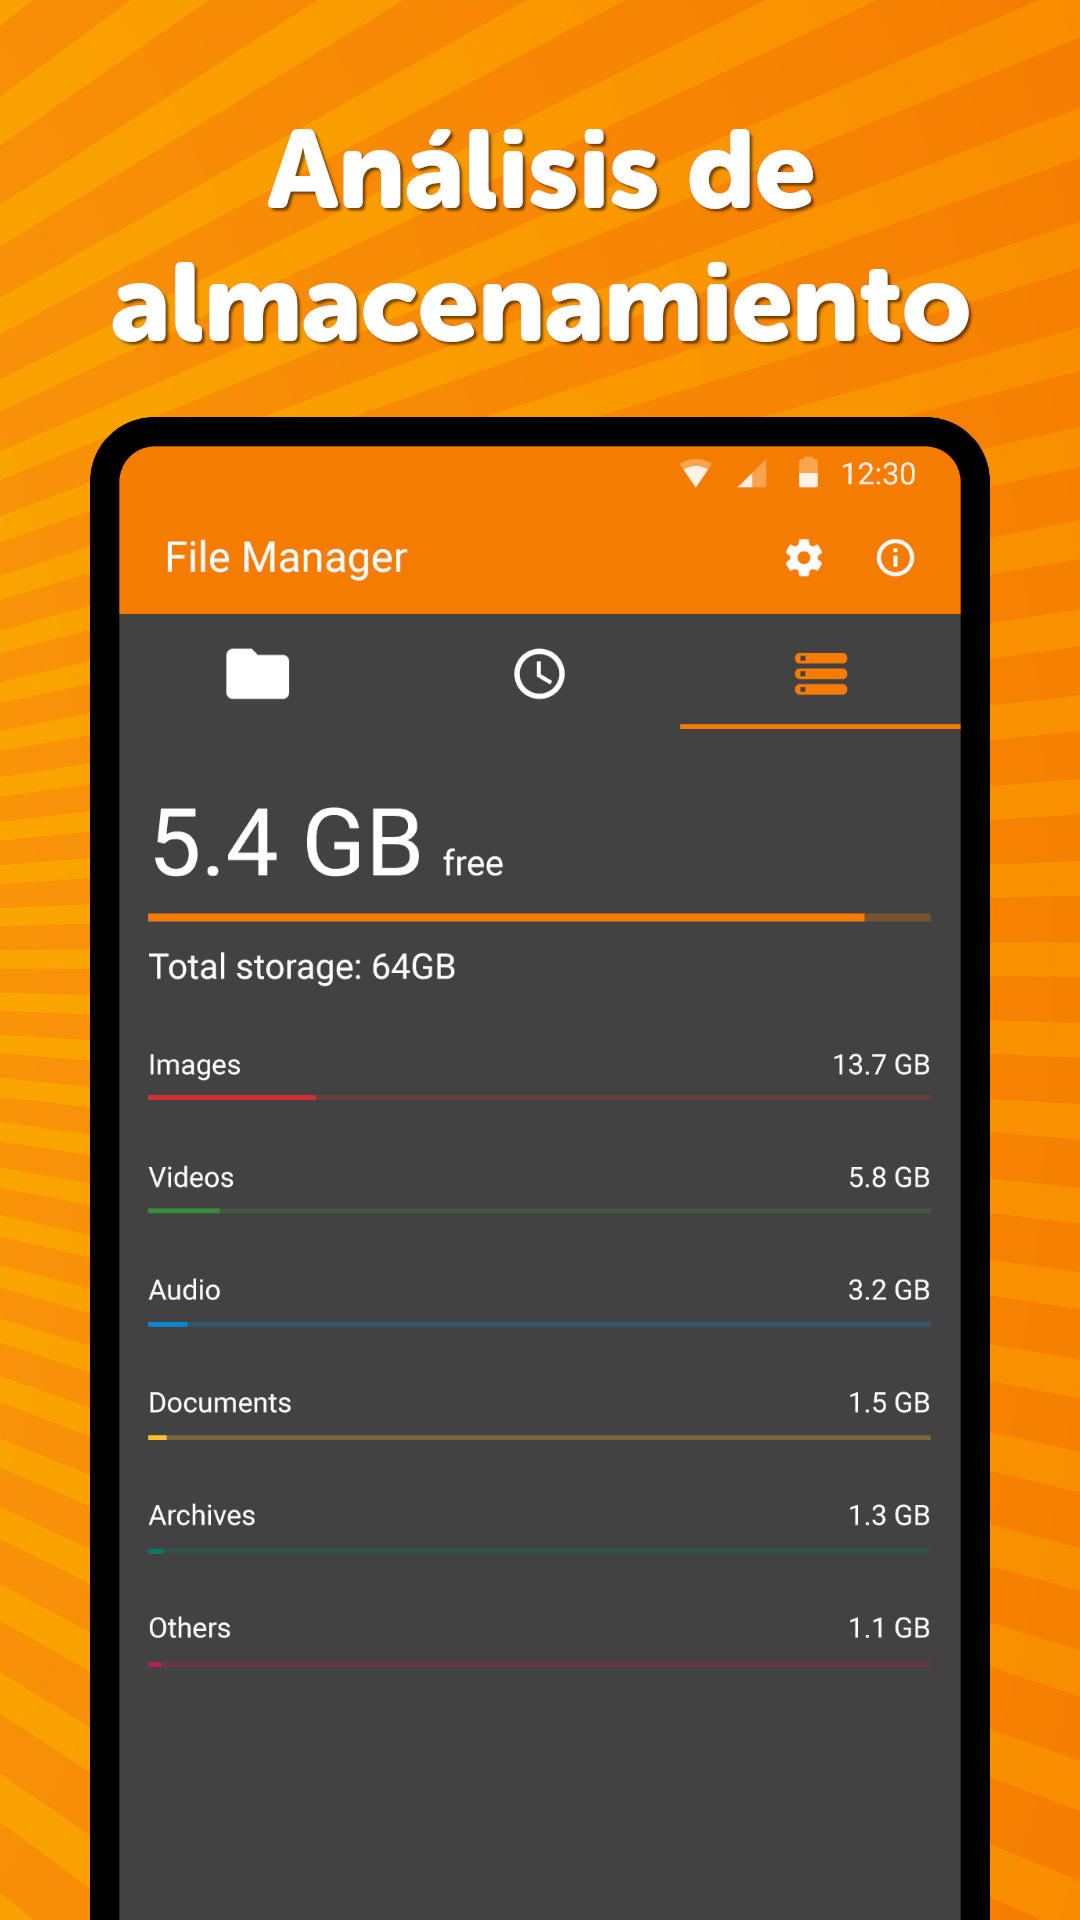 Análisis de
almacenamiento
12:30
File Manager
5.4 GB free
Total storage: 64GB
Images 13.7 GB
Videos 5.8 GB
Audio 3.2 GB
Documents 1.5 GB
Archives 1.3 GB
Others 1.1 GB